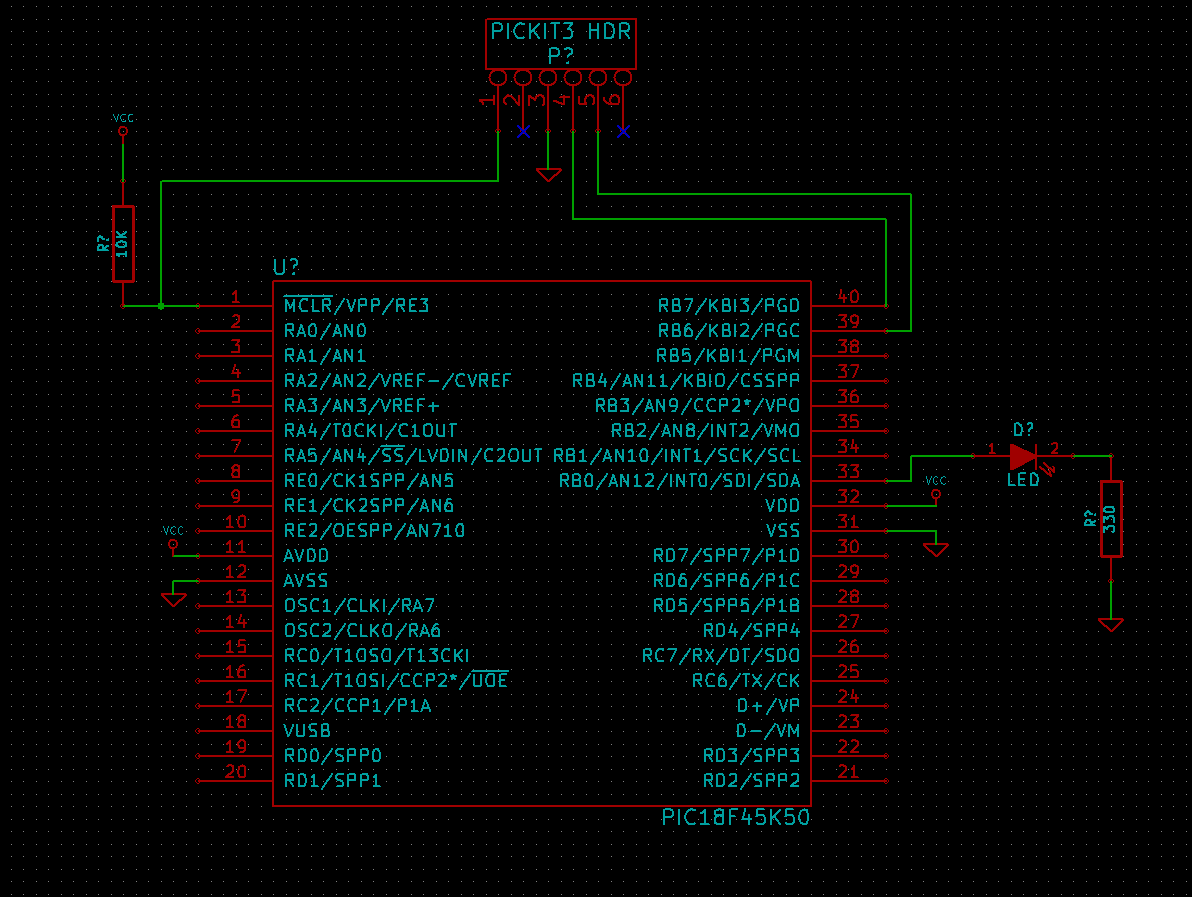 PICKIT3 HDR
P?
1 2 3 4 5 6
VCC
R?
10K
U?
PIC18F45K50
1 MCLR/VPP/RE3
2 RA0/AN0
3 RA1/AN1
4 RA2/AN2/VREF-/CVREF
5 RA3/AN3/VREF+
6 RA4/T0CKI/C1OUT
7 RA5/AN4/SS/LVDIN/C2OUT
8 RE0/CK1SPP/AN5
9 RE1/CK2SPP/AN6
10 RE2/OESPP/AN710
VCC
11 AVDD
12 AVSS
13 OSC1/CLKI/RA7
14 OSC2/CLKO/RA6
15 RC0/T1OSO/T13CKI
16 RC1/T1OSI/CCP2*/UOE
17 RC2/CCP1/P1A
18 VUSB
19 RD0/SPP0
20 RD1/SPP1
RB7/KBI3/PGD 40
RB6/KBI2/PGC 39
RB5/KBI1/PGM 38
RB4/AN11/KBI0/CSSPP 37
RB3/AN9/CCP2*/VPO 36
RB2/AN8/INT2/VMO 35
RB1/AN10/INT1/SCK/SCL 34
RB0/AN12/INT0/SDI/SDA 33
VDD 32
VSS 31
RD7/SPP7/P1D 30
RD6/SPP6/P1C 29
RD5/SPP5/P1B 28
RD4/SPP4 27
RC7/RX/DT/SDO 26
RC6/TX/CK 25
D+/VP 24
D-/VM 23
RD3/SPP3 22
RD2/SPP2 21
VCC
D?
1 2
LED
R?
330